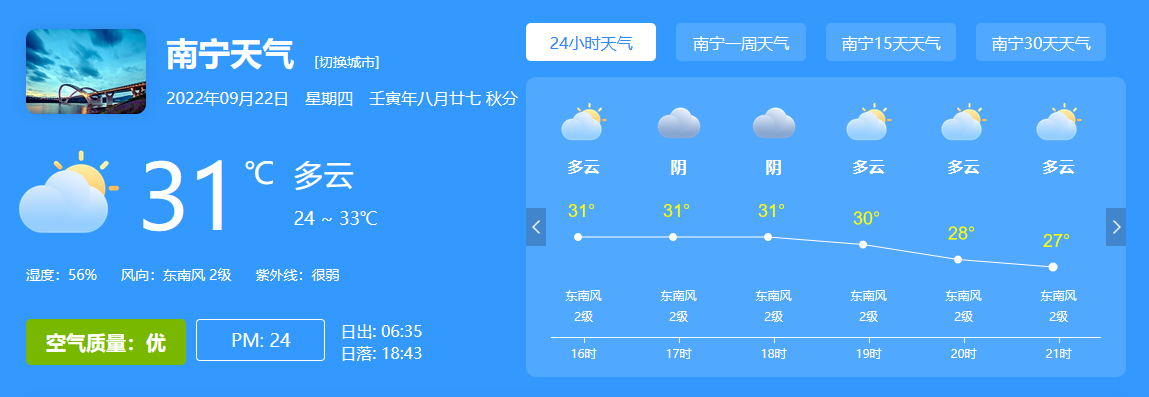 南宁天气 [切换城市]
2022年09月22日 星期四 壬寅年八月廿七 秋分
31 ℃ 多云
24 ~ 33℃
湿度：56% 风向：东南风 2级 紫外线：很弱
空气质量：优 PM: 24
日出: 06:35
日落: 18:43
24小时天气 南宁一周天气 南宁15天天气 南宁30天天气
多云 阴 阴 多云 多云 多云
31° 31° 31° 30° 28° 27°
东南风 东南风 东南风 东南风 东南风 东南风
2级 2级 2级 2级 2级 2级
16时 17时 18时 19时 20时 21时